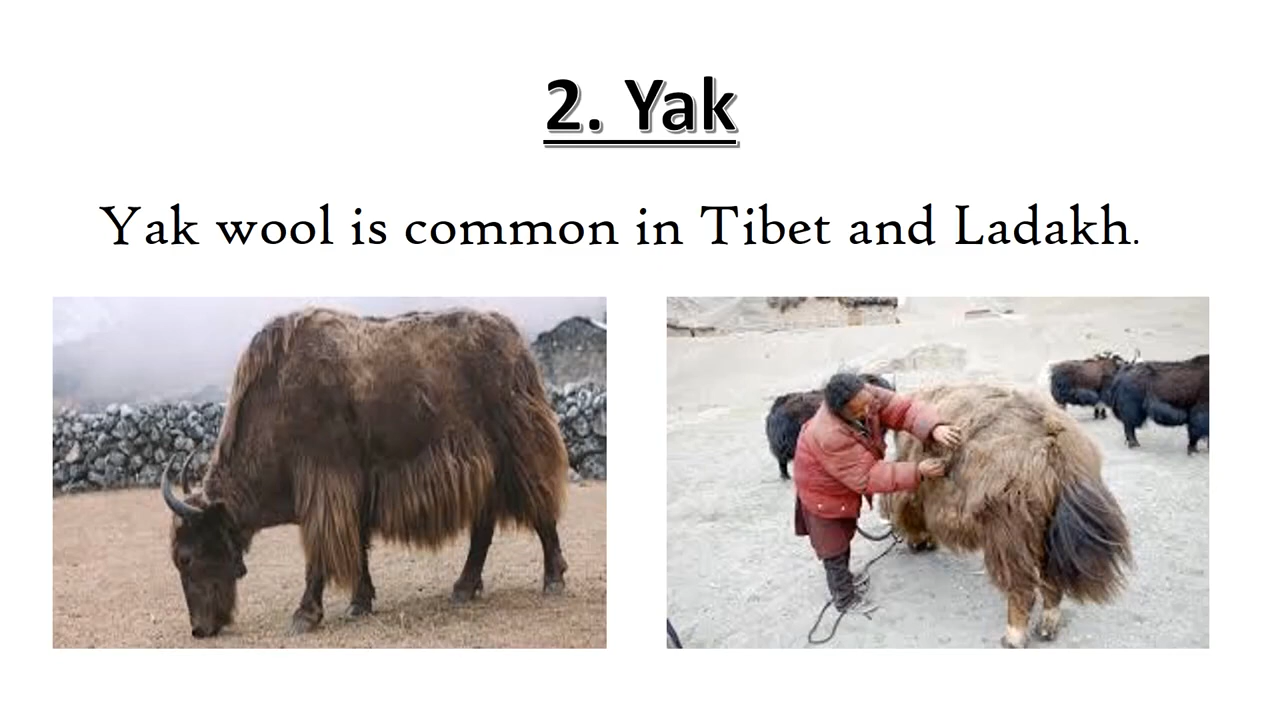 2. Yak
Yak wool is common in Tibet and Ladakh.